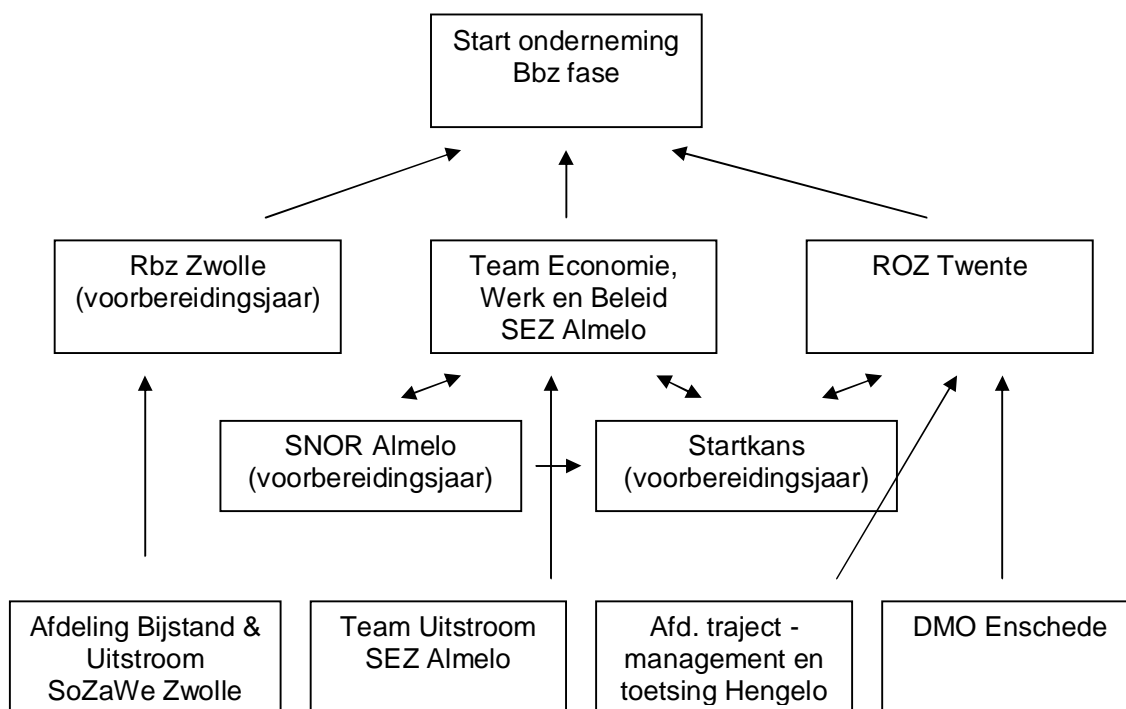 Start onderneming
Bbz fase
Rbz Zwolle
(voorbereidingsjaar)
Team Economie,
Werk en Beleid
SEZ Almelo
ROZ Twente
SNOR Almelo
(voorbereidingsjaar)
Startkans
(voorbereidingsjaar)
Afdeling Bijstand &
Uitstroom
SoZaWe Zwolle
Team Uitstroom
SEZ Almelo
Afd. traject -
management en
toetsing Hengelo
DMO Enschede